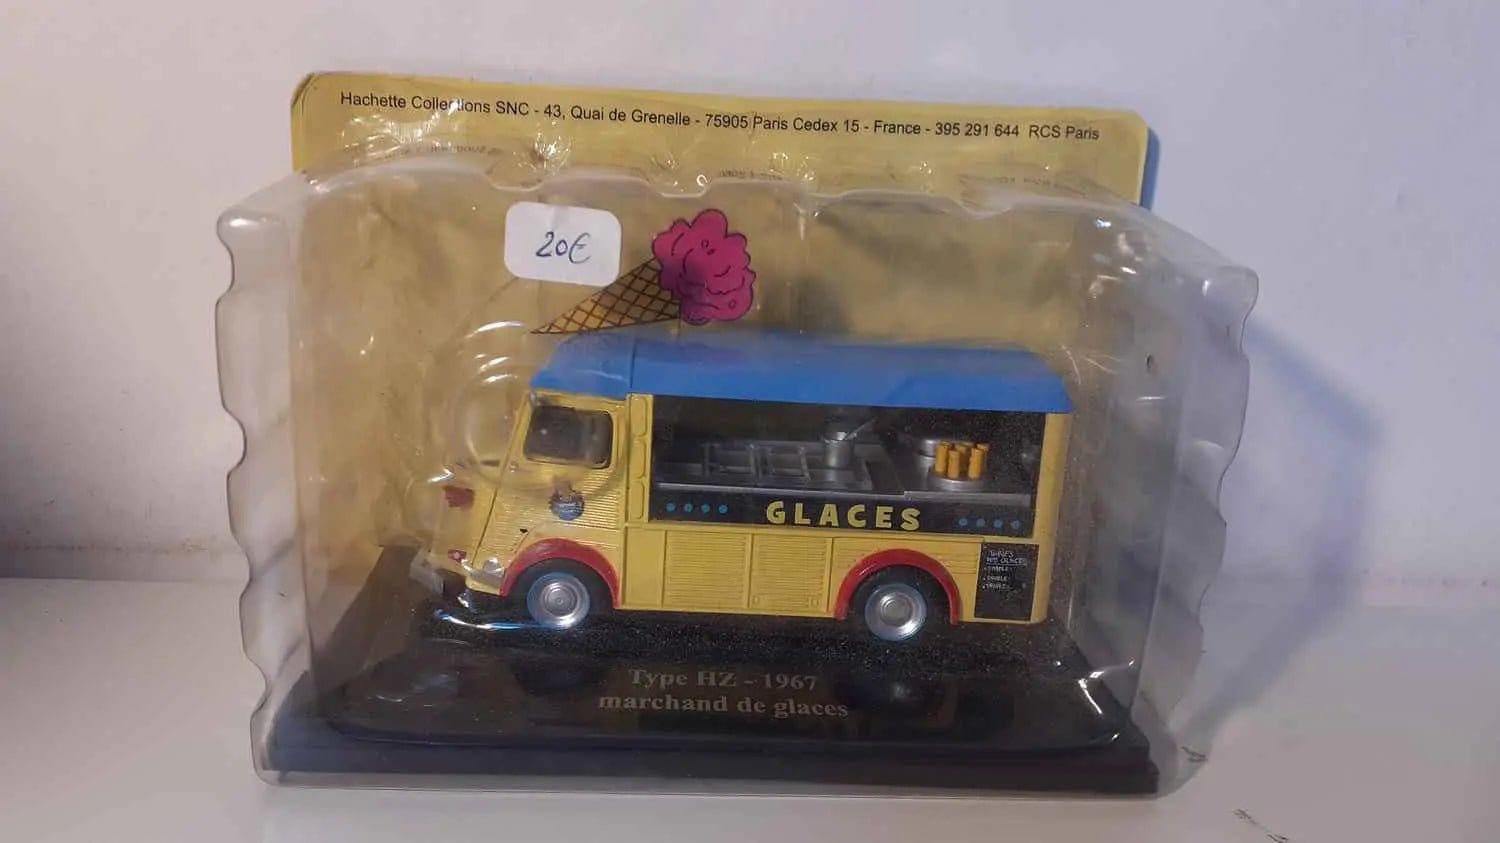 Hachette Collections SNC - 43, Quai de Grenelle - 75905 Paris Cedex 15 - France - 395 291 644 RCS Paris
20€
GLACES
Type HZ - 1967
marchand de glaces